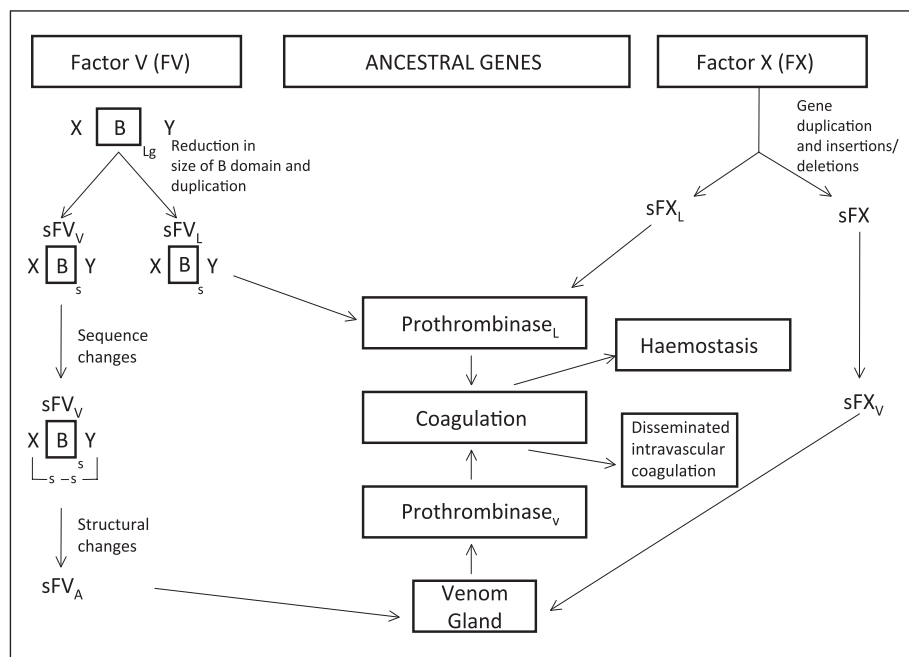 Factor V (FV)
ANCESTRAL GENES
Factor X (FX)
X B Y
Lg
Reduction in
size of B domain and
duplication
Gene
duplication
and insertions/
deletions
sFV_V
sFV_L
X B Y
s
X B Y
s
sFX_L
sFX
Sequence
changes
Prothrombinase_L
Haemostasis
sFV_V
X B Y
s
s –s
Coagulation
Disseminated
intravascular
coagulation
sFX_V
Structural
changes
Prothrombinase_v
sFV_A
Venom
Gland